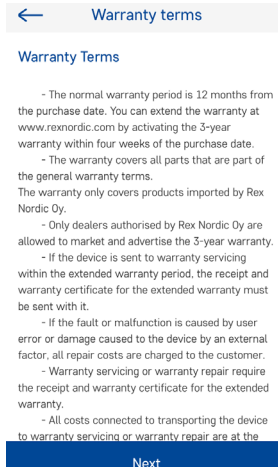 Warranty terms
Warranty Terms
- The normal warranty period is 12 months from
the purchase date. You can extend the warranty at
www.rexnordic.com by activating the 3-year
warranty within four weeks of the purchase date.
- The warranty covers all parts that are part of
the general warranty terms.
The warranty only covers products imported by Rex
Nordic Oy.
- Only dealers authorised by Rex Nordic Oy are
allowed to market and advertise the 3-year warranty.
- If the device is sent to warranty servicing
within the extended warranty period, the receipt and
warranty certificate for the extended warranty must
be sent with it.
- If the fault or malfunction is caused by user
error or damage caused to the device by an external
factor, all repair costs are charged to the customer.
- Warranty servicing or warranty repair require
the receipt and warranty certificate for the extended
warranty.
- All costs connected to transporting the device
to warranty servicing or warranty repair are at the
Next